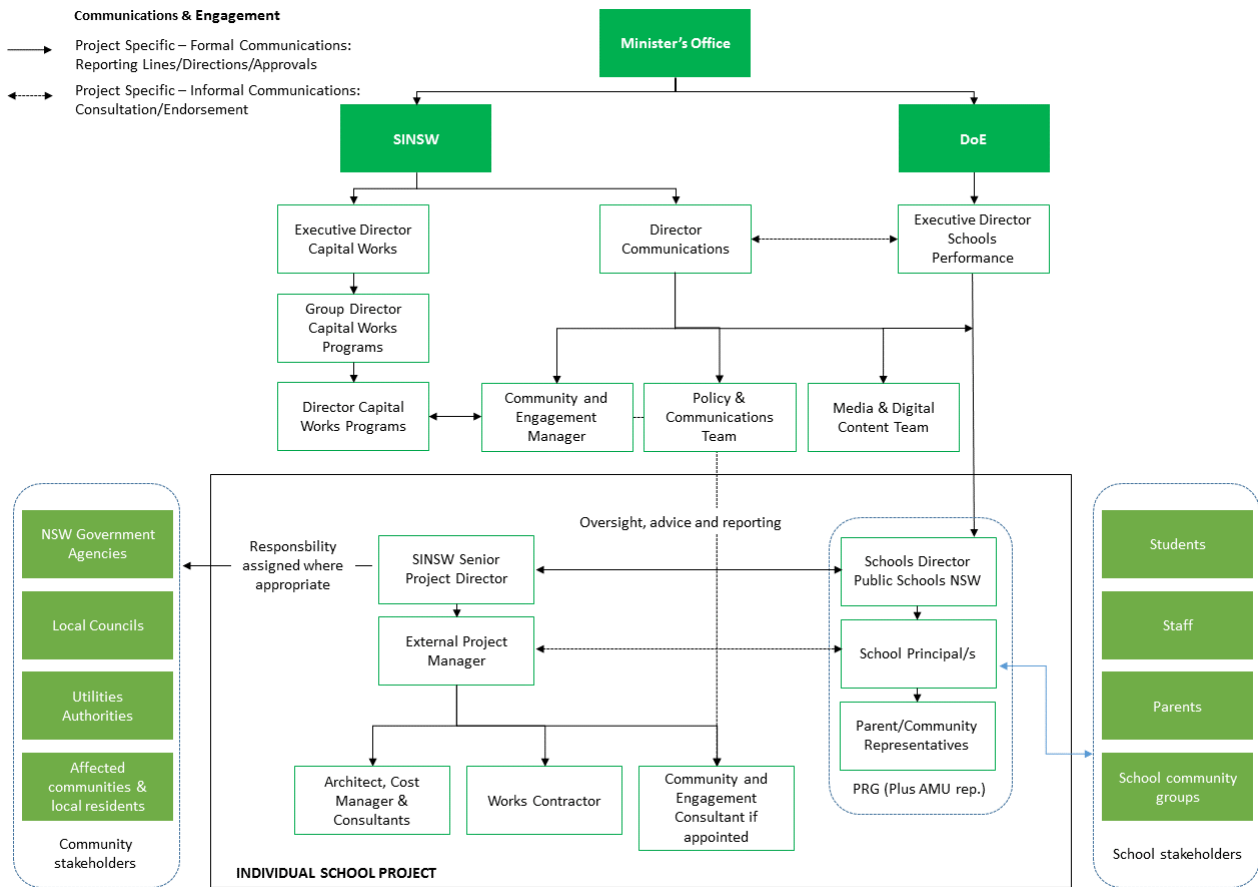 Communications & Engagement
Project Specific – Formal Communications:
Reporting Lines/Directions/Approvals
Project Specific – Informal Communications:
Consultation/Endorsement
Minister's Office
SINSW
DoE
Executive Director
Capital Works
Director
Communications
Executive Director
Schools
Performance
Group Director
Capital Works
Programs
Director Capital
Works Programs
Community and
Engagement
Manager
Policy &
Communications
Team
Media & Digital
Content Team
NSW Government
Agencies
Local Councils
Utilities
Authorities
Affected
communities &
local residents
Community
stakeholders
Responsbility
assigned where
appropriate
Oversight, advice and reporting
SINSW Senior
Project Director
External Project
Manager
Architect, Cost
Manager &
Consultants
Works Contractor
Community and
Engagement
Consultant if
appointed
Schools Director
Public Schools NSW
School Principal/s
Parent/Community
Representatives
PRG (Plus AMU rep.)
INDIVIDUAL SCHOOL PROJECT
Students
Staff
Parents
School community
groups
School stakeholders